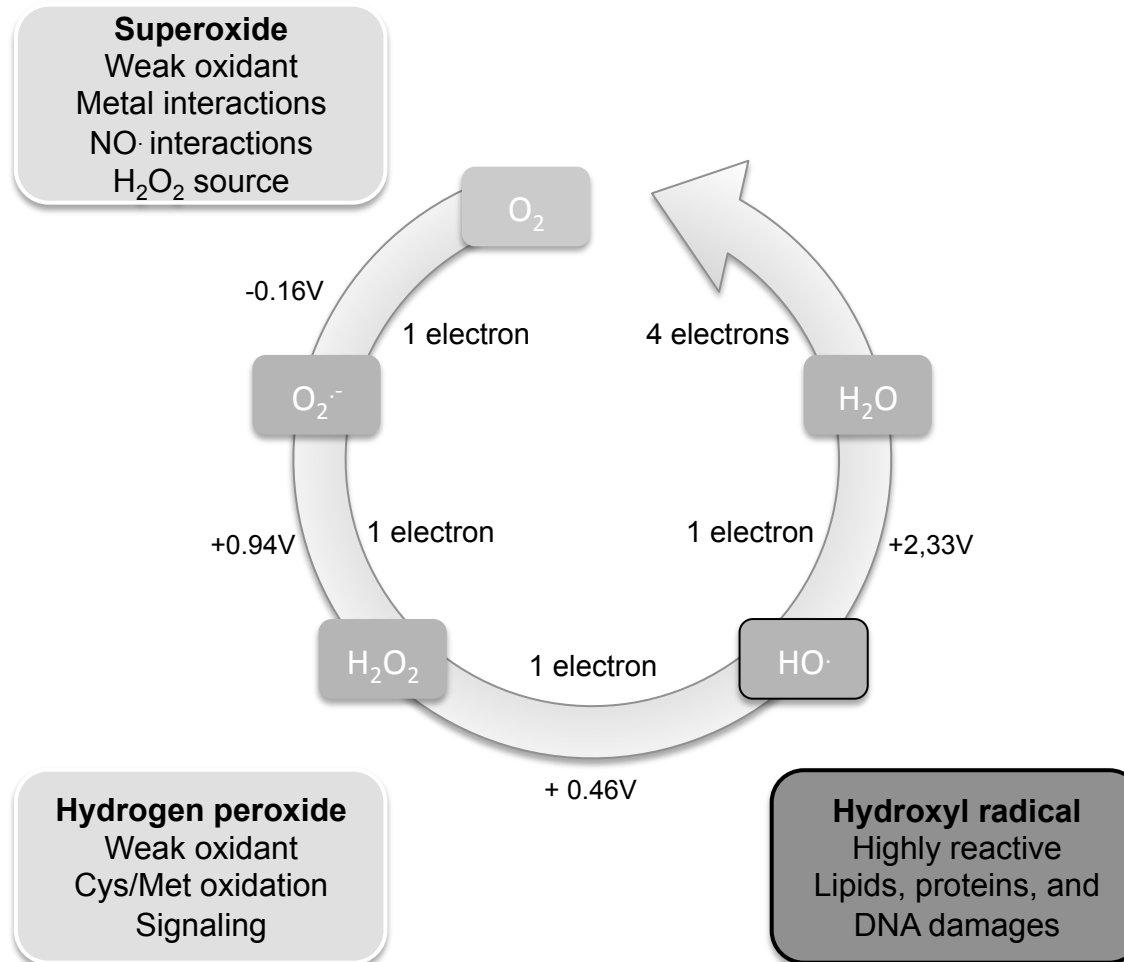 Superoxide
Weak oxidant
Metal interactions
NO· interactions
H₂O₂ source
O₂
-0.16V
1 electron
4 electrons
O₂·⁻
H₂O
+0.94V
1 electron
1 electron
+2,33V
H₂O₂
1 electron
HO·
+ 0.46V
Hydrogen peroxide
Weak oxidant
Cys/Met oxidation
Signaling
Hydroxyl radical
Highly reactive
Lipids, proteins, and
DNA damages